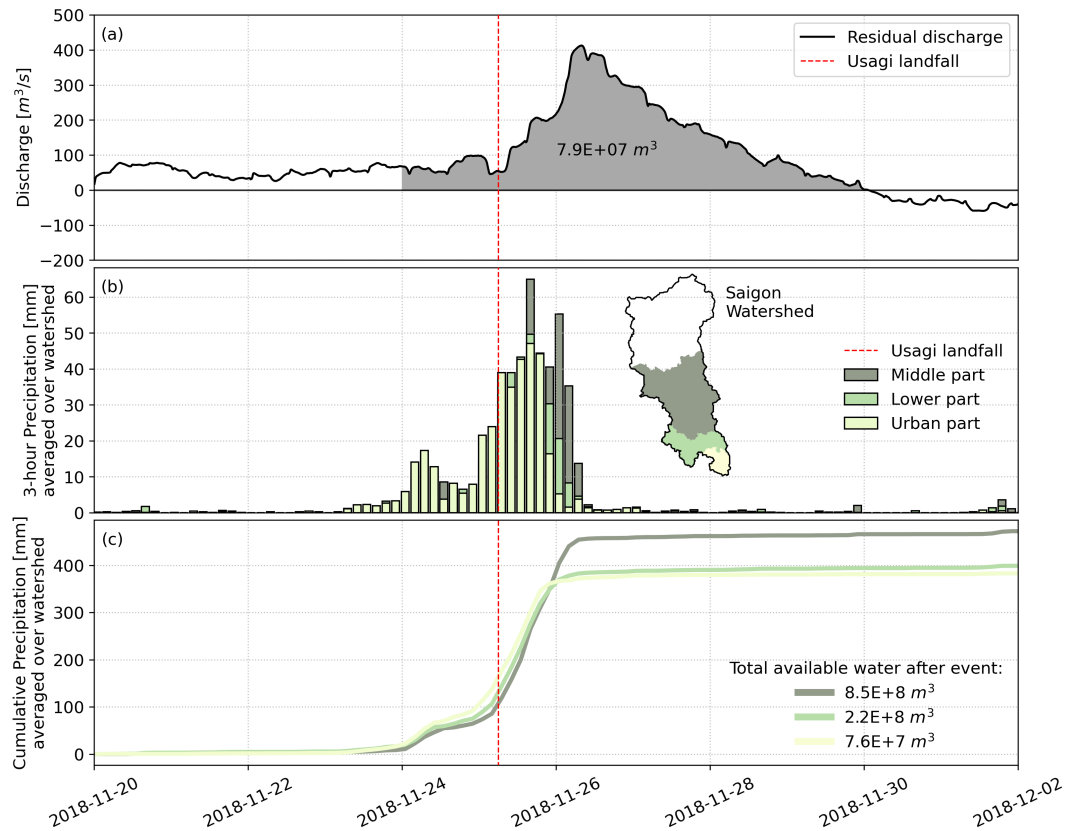 500
400
300
200
100
0
−100
−200
Discharge [m³/s]
(a)
Residual discharge
Usagi landfall
7.9E+07 m³
60
50
40
30
20
10
0
3-hour Precipitation [mm]
averaged over watershed
(b)
Saigon
Watershed
Usagi landfall
Middle part
Lower part
Urban part
400
300
200
100
0
Cumulative Precipitation [mm]
averaged over watershed
(c)
Total available water after event:
8.5E+8 m³
2.2E+8 m³
7.6E+7 m³
2018-11-20
2018-11-22
2018-11-24
2018-11-26
2018-11-28
2018-11-30
2018-12-02